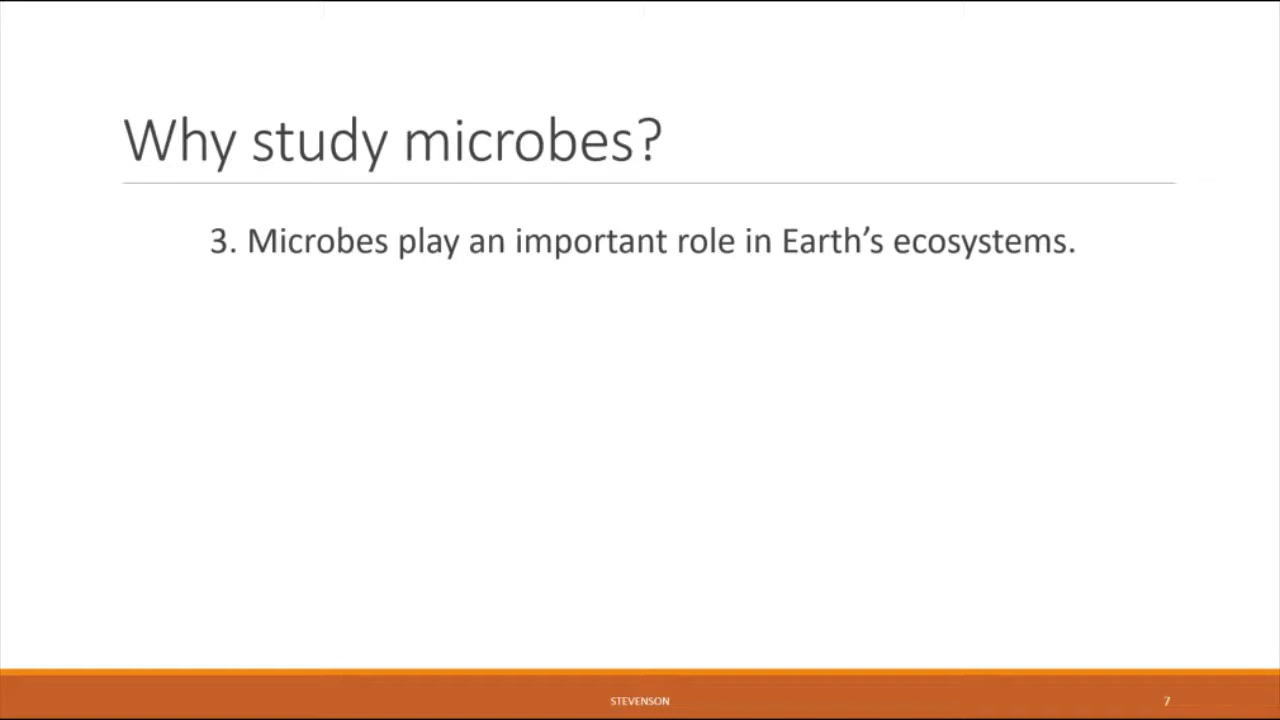 Why study microbes?
3. Microbes play an important role in Earth’s ecosystems.
STEVENSON
7